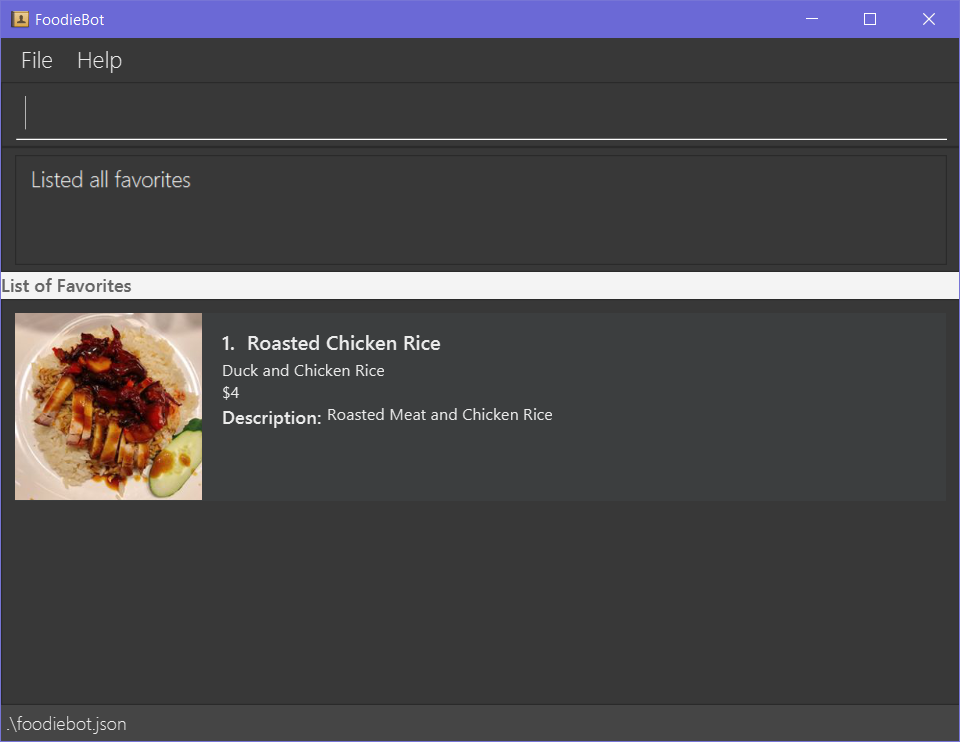 FoodieBot
File Help
Listed all favorites
List of Favorites
1. Roasted Chicken Rice
Duck and Chicken Rice
$4
Description: Roasted Meat and Chicken Rice
.\foodiebot.json